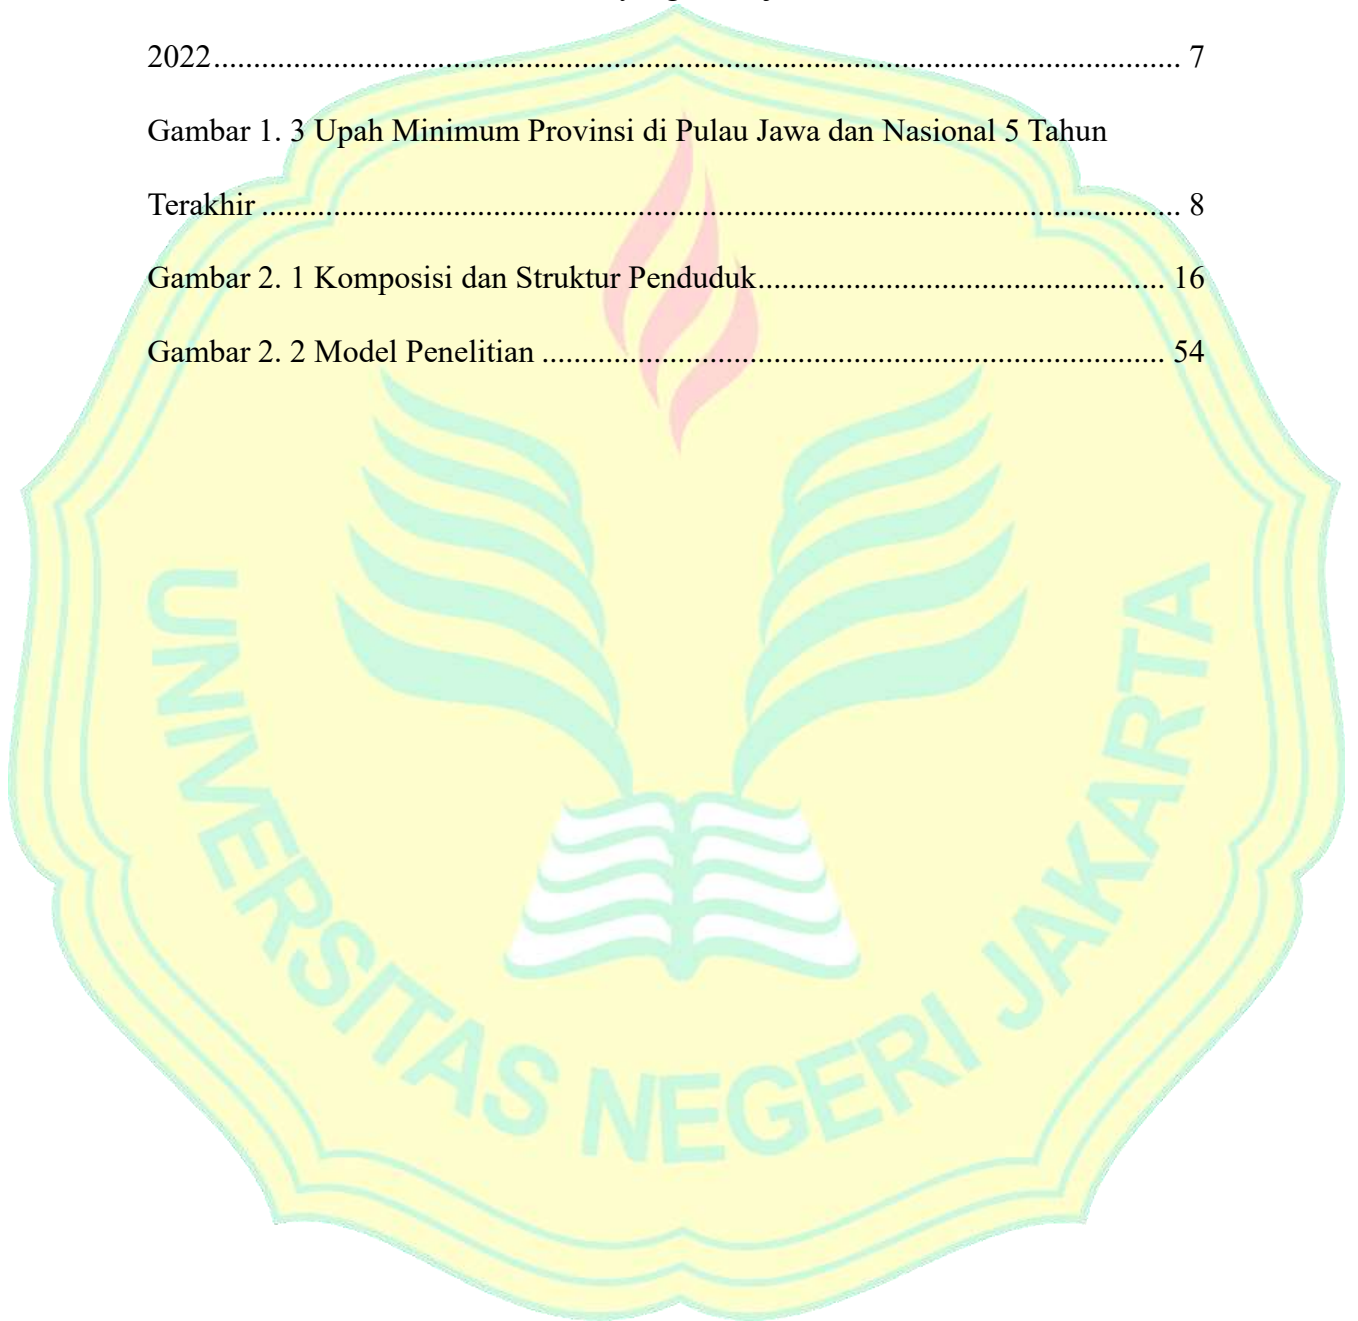 2022........................................................................................................................ 7
Gambar 1. 3 Upah Minimum Provinsi di Pulau Jawa dan Nasional 5 Tahun
Terakhir .................................................................................................................. 8
Gambar 2. 1 Komposisi dan Struktur Penduduk.................................................. 16
Gambar 2. 2 Model Penelitian ............................................................................. 54
UNIVERSITAS NEGERI JAKARTA